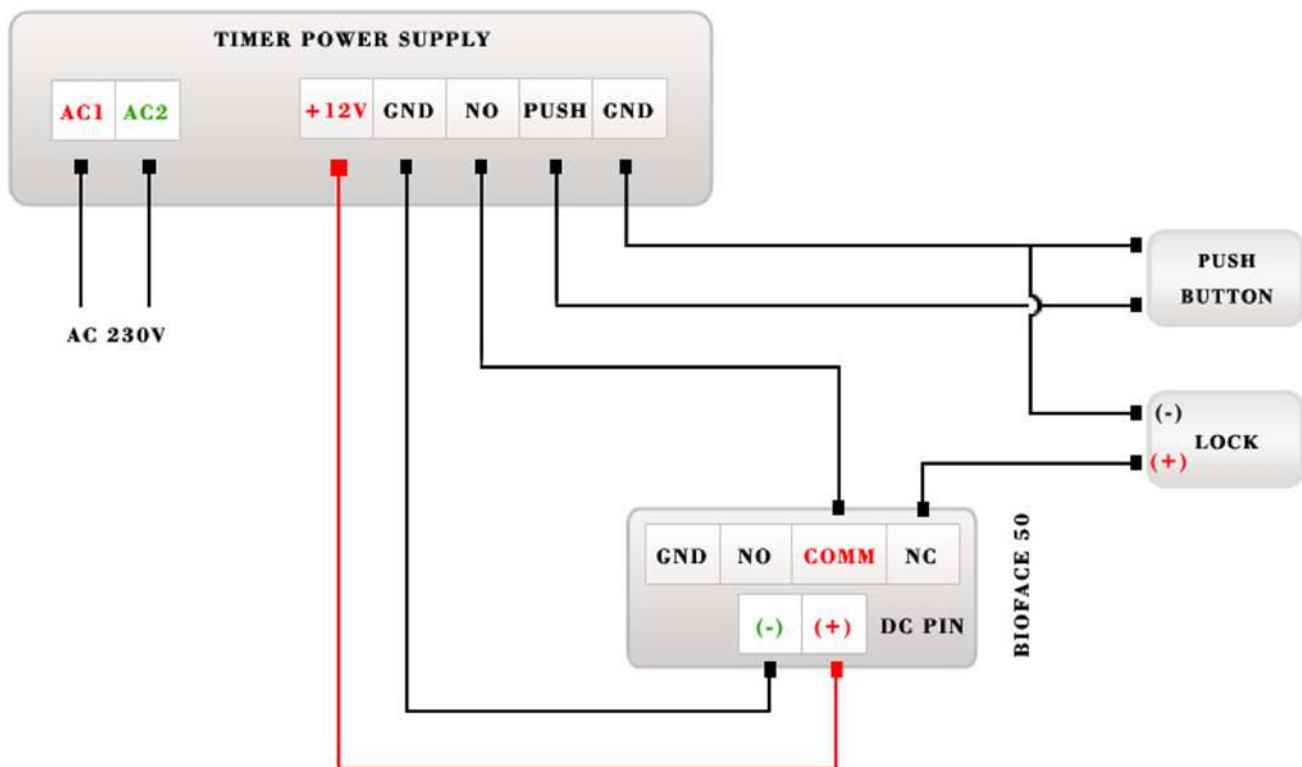 TIMER POWER SUPPLY
AC1 AC2 +12V GND NO PUSH GND
AC 230V
PUSH
BUTTON
(-)
LOCK
(+)
GND NO COMM NC
(-) (+) DC PIN
BIOFACE 50